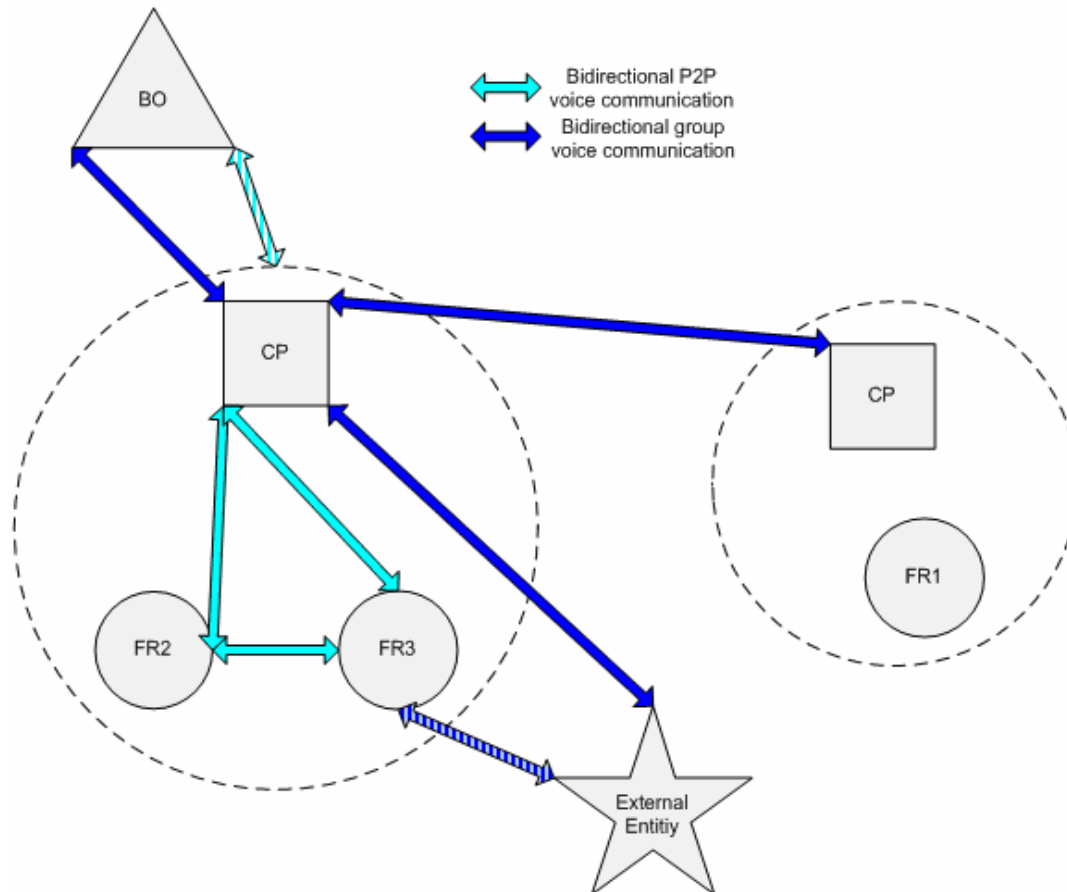 BO
Bidirectional P2P
voice communication
Bidirectional group
voice communication
CP
CP
FR1
FR2
FR3
External
Entitiy